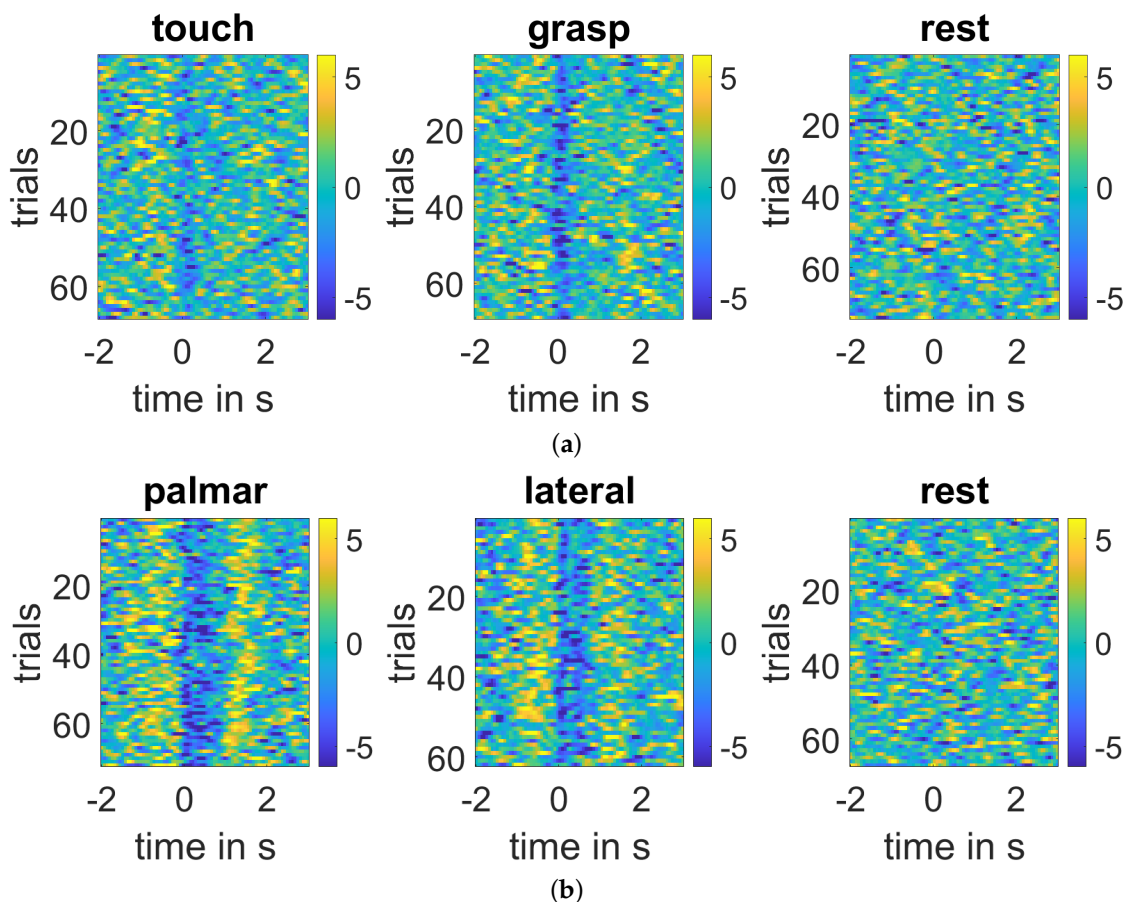 touch grasp rest
trials 20 40 60 5 0 -5 trials 20 40 60 5 0 -5 trials 20 40 60 5 0 -5
-2 0 2 -2 0 2 -2 0 2
time in s time in s time in s
(a)
palmar lateral rest
trials 20 40 60 5 0 -5 trials 20 40 60 5 0 -5 trials 20 40 60 5 0 -5
-2 0 2 -2 0 2 -2 0 2
time in s time in s time in s
(b)